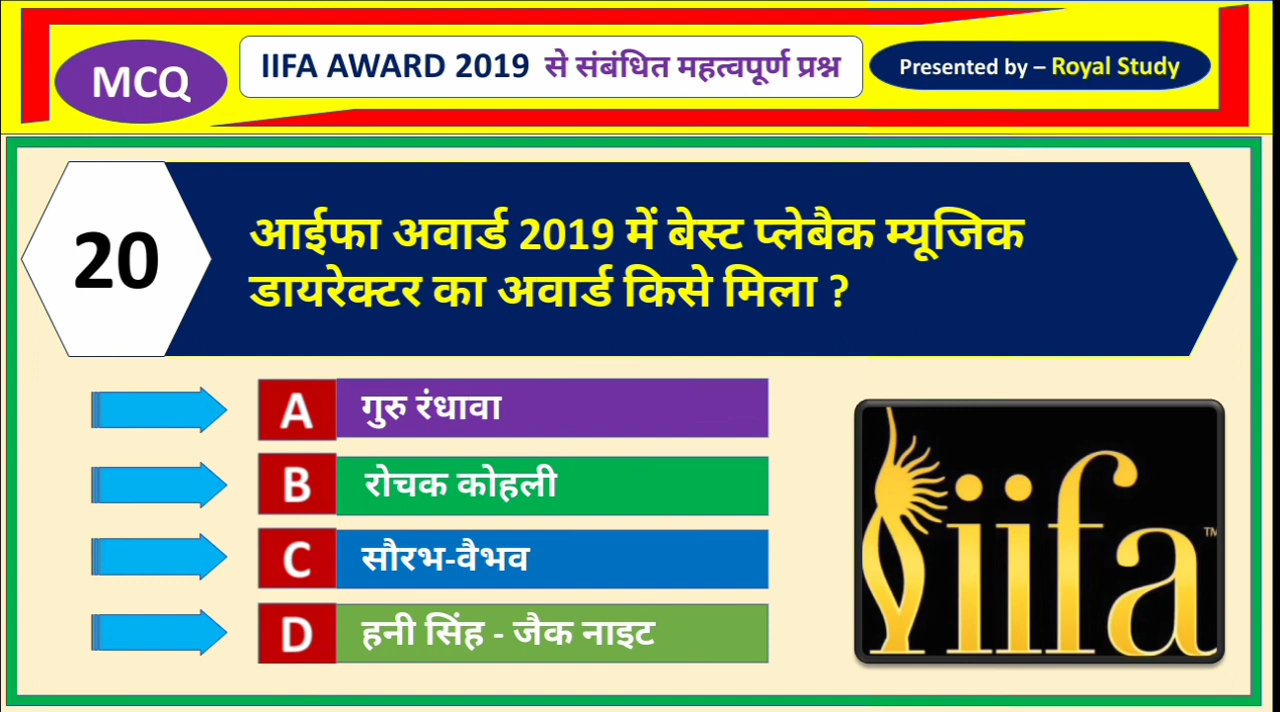 MCQ
IIFA AWARD 2019 से संबंधित महत्वपूर्ण प्रश्न
Presented by – Royal Study
20
आईफा अवार्ड 2019 में बेस्ट प्लेबैक म्यूजिक
डायरेक्टर का अवार्ड किसे मिला ?
A गुरु रंधावा
B रोचक कोहली
C सौरभ-वैभव
D हनी सिंह - जैक नाइट
iifa TM